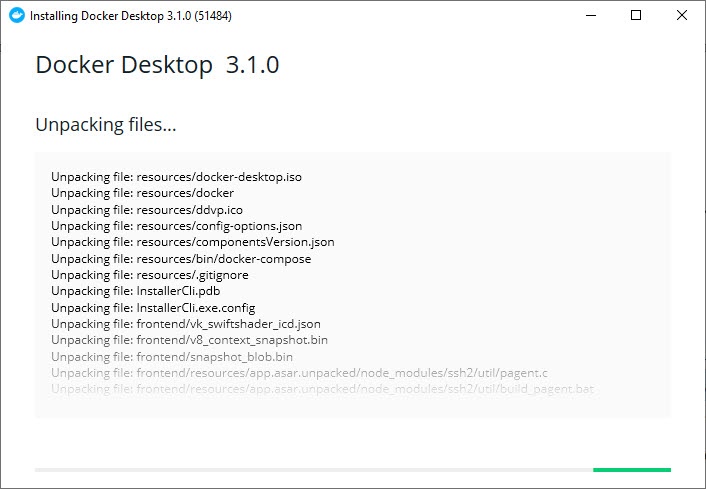 Installing Docker Desktop 3.1.0 (51484)
Docker Desktop 3.1.0
Unpacking files...
Unpacking file: resources/docker-desktop.iso
Unpacking file: resources/docker
Unpacking file: resources/ddvp.ico
Unpacking file: resources/config-options.json
Unpacking file: resources/componentsVersion.json
Unpacking file: resources/bin/docker-compose
Unpacking file: resources/.gitignore
Unpacking file: InstallerCli.pdb
Unpacking file: InstallerCli.exe.config
Unpacking file: frontend/vk_swiftshader_icd.json
Unpacking file: frontend/v8_context_snapshot.bin
Unpacking file: frontend/snapshot_blob.bin
Unpacking file: frontend/resources/app.asar.unpacked/node_modules/ssh2/util/pagent.c
Unpacking file: frontend/resources/app.asar.unpacked/node_modules/ssh2/util/build_pagent.bat